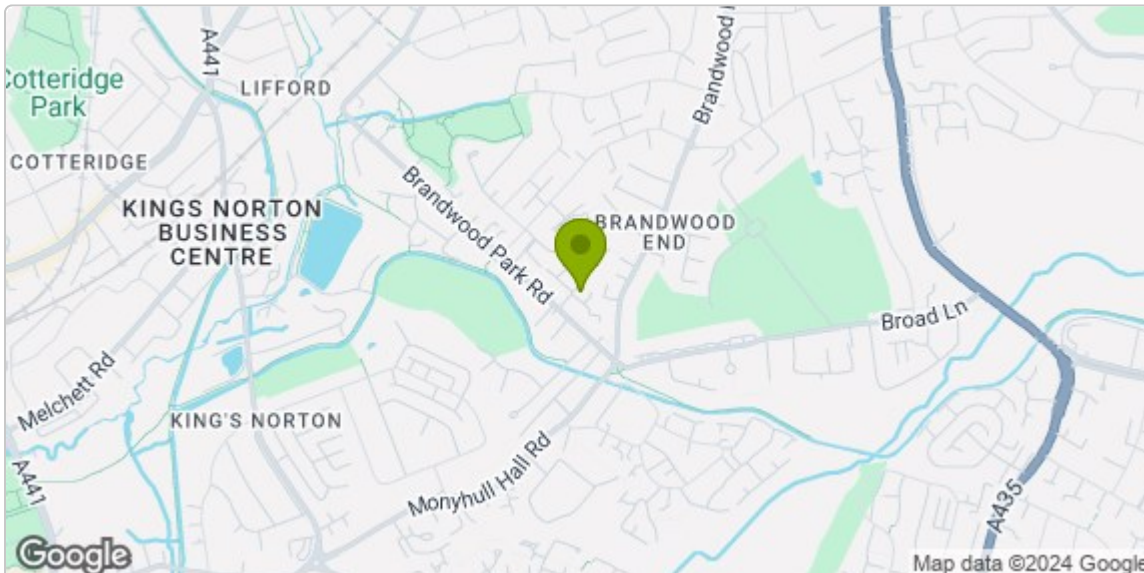 A441
LIFFORD
Cotteridge
Park
COTTERIDGE
KINGS NORTON
BUSINESS
CENTRE
Brandwood Park Rd
BRANDWOOD
END
Brandwood
Broad Ln
Melchett Rd
KING'S NORTON
Monyhull Hall Rd
A441
A435
Google
Map data ©2024 Google